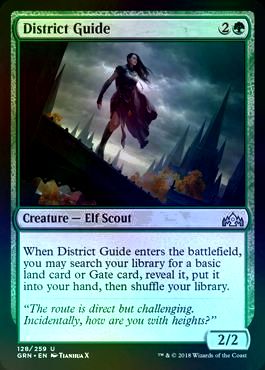 District Guide 2
Creature — Elf Scout
When District Guide enters the battlefield,
you may search your library for a basic
land card or Gate card, reveal it, put it
into your hand, then shuffle your library.
"The route is direct but challenging.
Incidentally, how are you with heights?"
2/2
128/259 U
GRN • EN Tianhua X
™ & © 2018 Wizards of the Coast